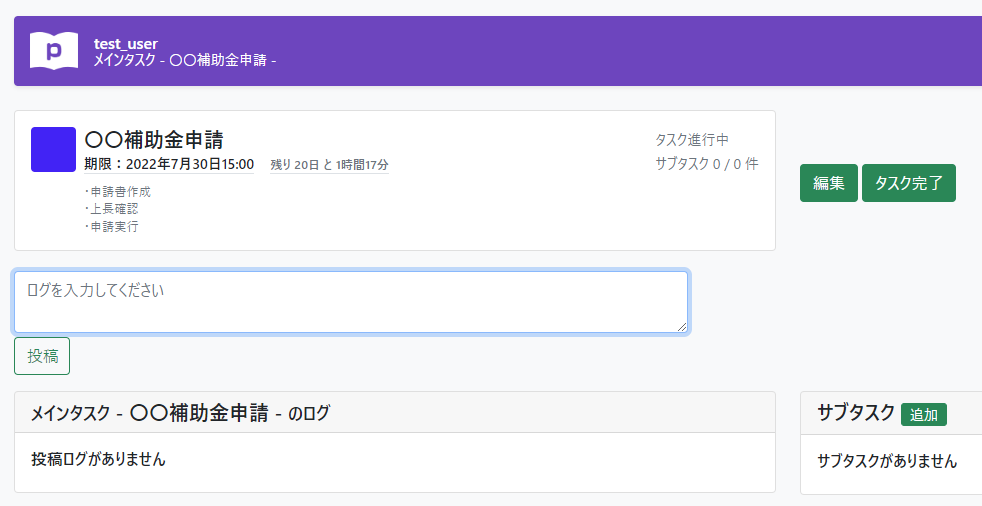 p
test_user
メインタスク - 〇〇補助金申請 -
〇〇補助金申請
期限：2022年7月30日15:00 残り 20日 と 1時間17分
・申請書作成
・上長確認
・申請実行
タスク進行中
サブタスク 0 / 0 件
編集
タスク完了
ログを入力してください
投稿
メインタスク - 〇〇補助金申請 - のログ
投稿ログがありません
サブタスク 追加
サブタスクがありません